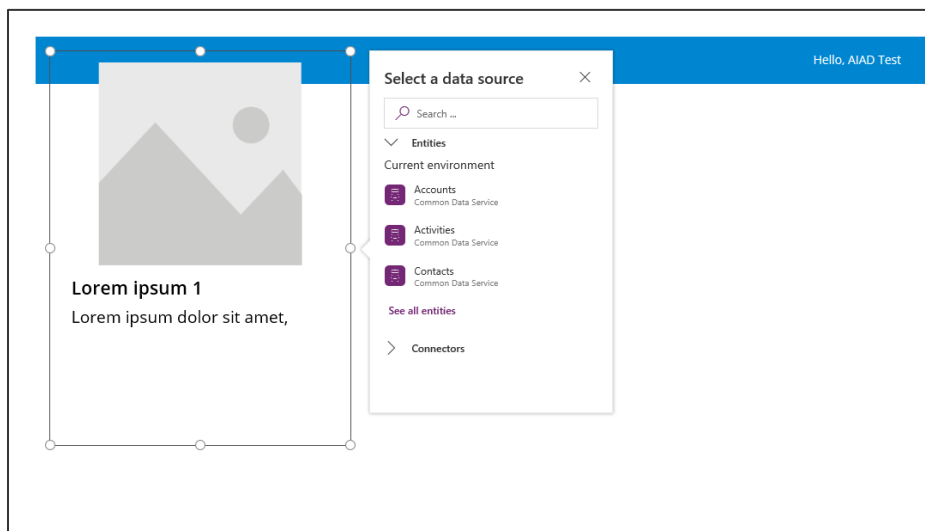 Hello, AIAD Test
Select a data source
Search ...
Entities
Current environment
Accounts
Common Data Service
Activities
Common Data Service
Contacts
Common Data Service
See all entities
Connectors
Lorem ipsum 1
Lorem ipsum dolor sit amet,